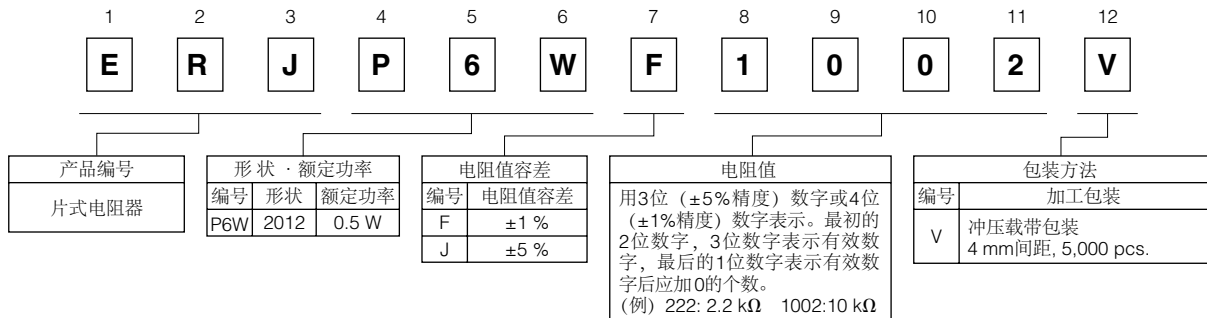 1 2 3 4 5 6 7 8 9 10 11 12
E R J P 6 W F 1 0 0 2 V
产品编号
片式电阻器
形状·额定功率
编号 形状 额定功率
P6W 2012 0.5 W
电阻值容差
编号 电阻值容差
F ±1 %
J ±5 %
电阻值
用3位(±5%精度)数字或4位
(±1%精度)数字表示。最初的
2位数字，3位数字表示有效数
字，最后的1位数字表示有效数
字后应加0的个数。
(例) 222: 2.2 kΩ 1002:10 kΩ
包装方法
编号 加工包装
V 冲压载带包装
4 mm间距, 5,000 pcs.